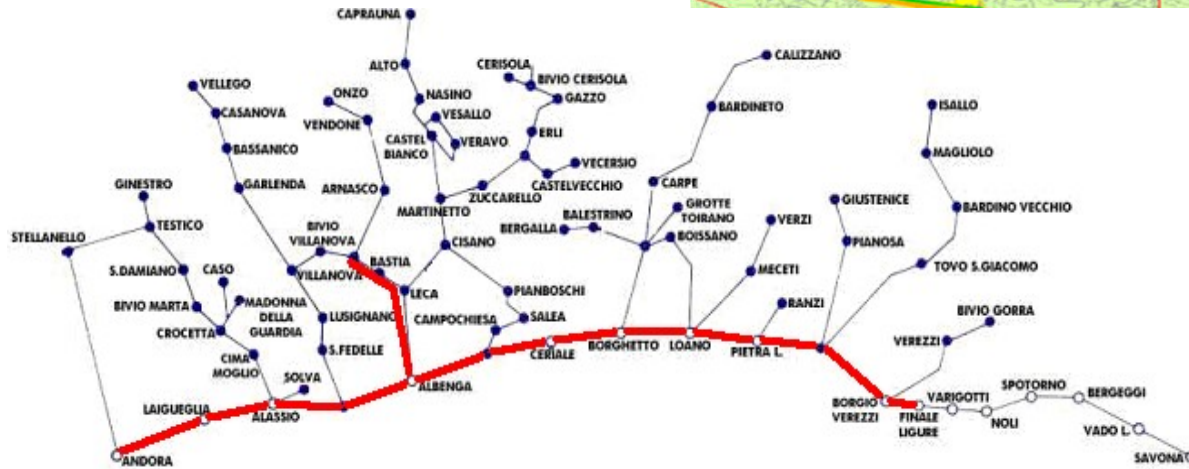 CAPRAUNA
ALTO
CERISOLA
BIVIO CERISOLA
CALIZZANO
VELLEGO
ONZO
NASINO
GAZZO
CASANOVA
VENDONE
VESALLO
BARDINETO
ISALLO
CASTEL
BIANCO
VERAVO
ERLI
BASSANICO
MAGLIOLO
VECERSIO
CASTELVECCHIO
GINESTRO
GARLENDA
ARNASCO
ZUCCARELLO
CARPE
MARTINETTO
GROTTE
TOIRANO
GIUSTENICE
BARDINO VECCHIO
TESTICO
BIVIO
VILLANOVA
BALESTRINO
BERGALLA
BOISSANO
VERZI
STELLANELLO
CISANO
PIANOSA
S.DAMIANO
CASO
VILLANOVA
BASTIA
TOVO S.GIACOMO
LECA
PIANBOSCHI
MECETI
BIVIO MARTA
MADONNA
DELLA
GUARDIA
LUSIGNANO
CAMPOCHIESA
SALEA
RANZI
BIVIO GORRA
CROCETTA
CIMA
MOGLIO
S.FEDELLE
CERIALE
BORGHETTO
LOANO
PIETRA L.
VEREZZI
SOLVA
ALBENGA
LAIGUEGLIA
ALASSIO
BORGIO
VEREZZI
FINALE
LIGURE
VARIGOTTI
NOLI
SPOTORNO
BERGEGGI
VADO L.
ANDORA
SAVONA